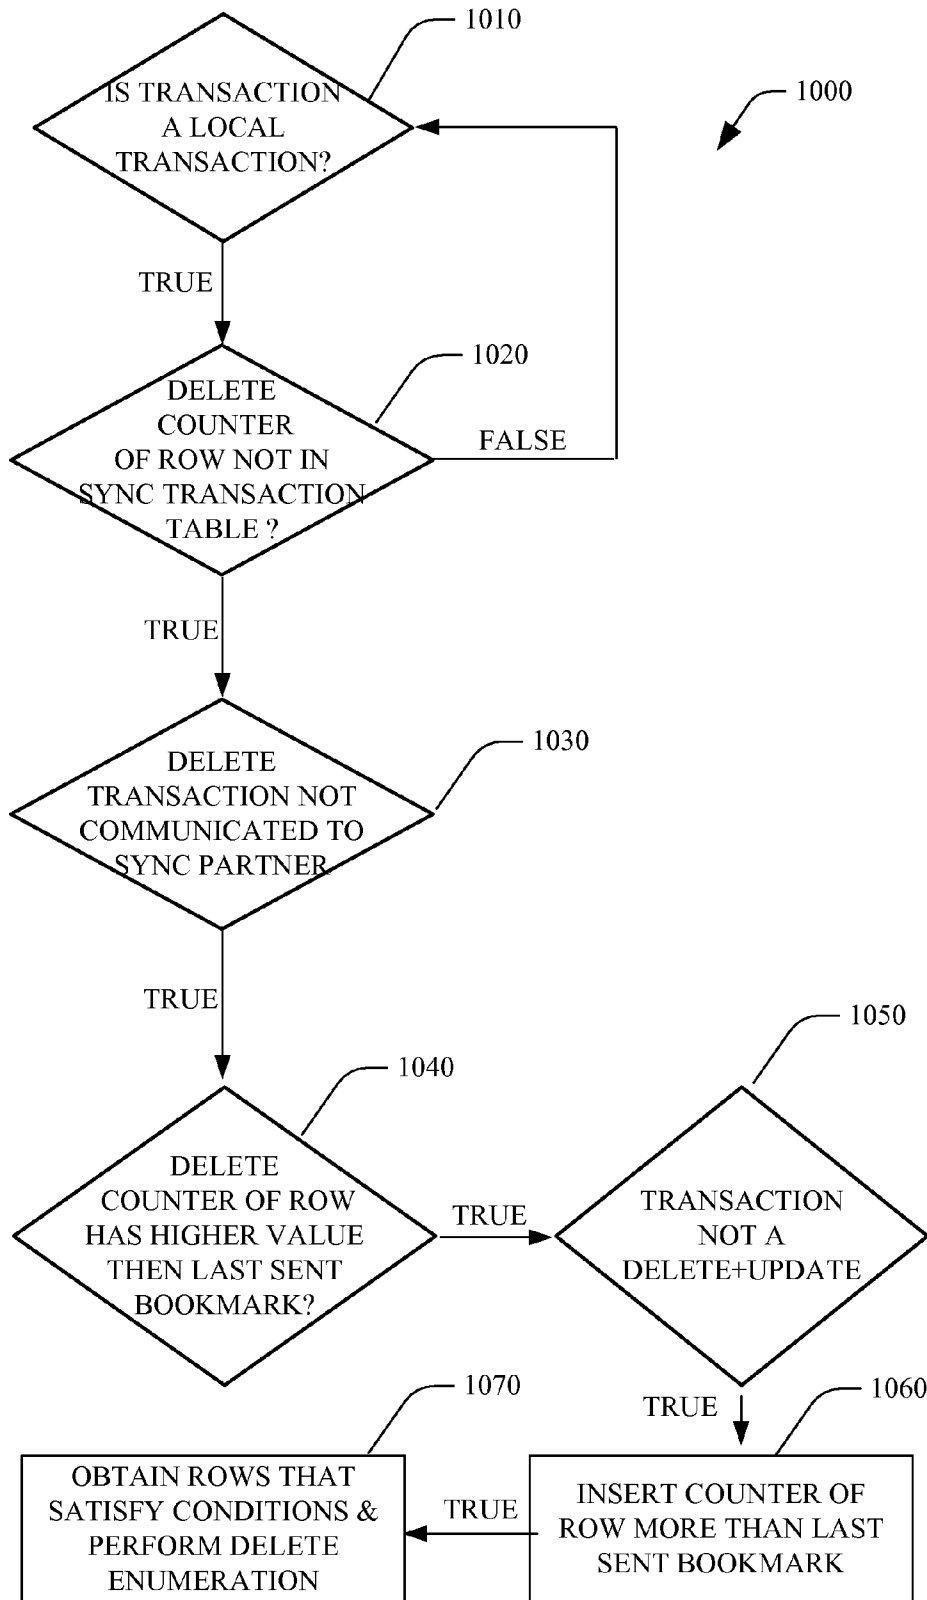 1010
1000
IS TRANSACTION
A LOCAL
TRANSACTION?
TRUE
1020
DELETE
COUNTER
OF ROW NOT IN
SYNC TRANSACTION
TABLE ?
FALSE
TRUE
1030
DELETE
TRANSACTION NOT
COMMUNICATED TO
SYNC PARTNER
TRUE
1040
1050
DELETE
COUNTER OF ROW
HAS HIGHER VALUE
THEN LAST SENT
BOOKMARK?
TRUE
TRANSACTION
NOT A
DELETE+UPDATE
TRUE
1060
1070
INSERT COUNTER OF
ROW MORE THAN LAST
SENT BOOKMARK
TRUE
OBTAIN ROWS THAT
SATISFY CONDITIONS &
PERFORM DELETE
ENUMERATION